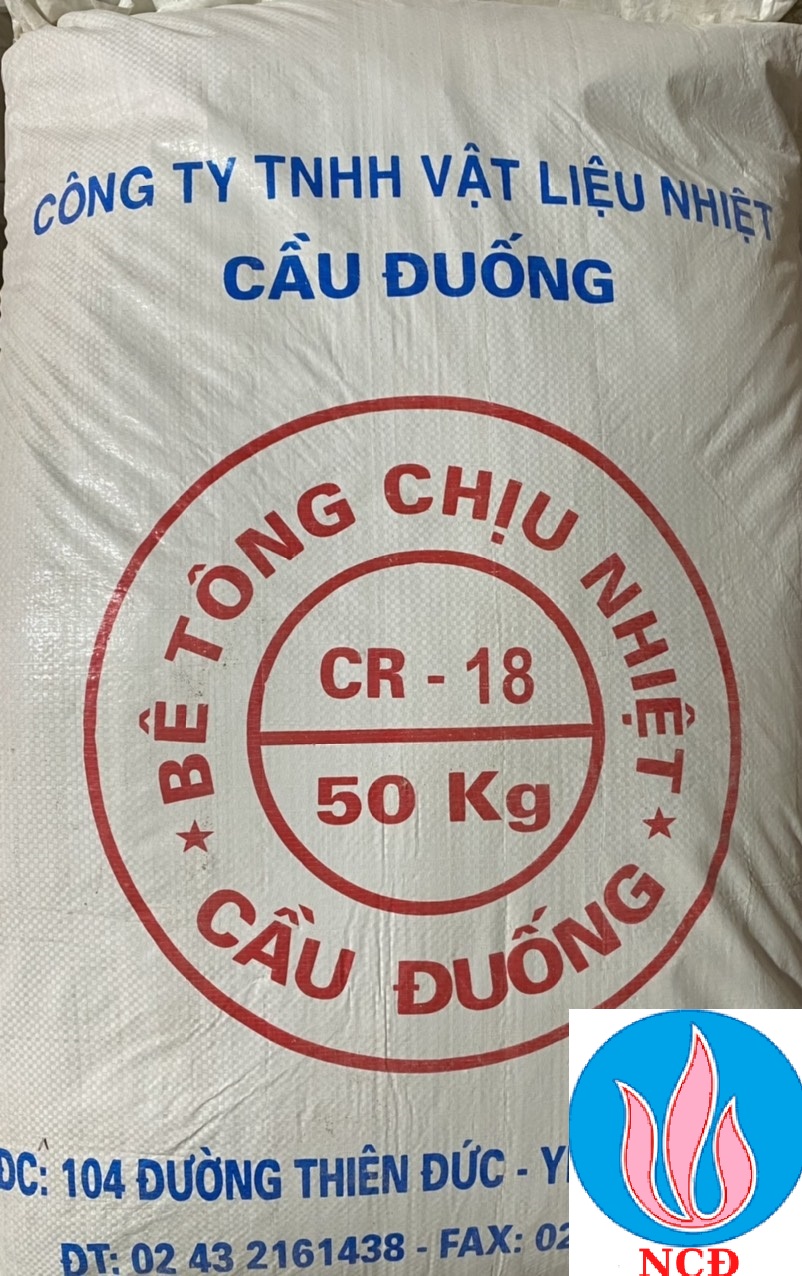 CÔNG TY TNHH VẬT LIỆU NHIỆT
CẦU ĐUỐNG
BÊ TÔNG CHỊU NHIỆT
CR - 18
50 Kg
CẦU ĐUỐNG
ĐC: 104 ĐƯỜNG THIÊN ĐỨC -
ĐT: 02 43 2161438 - FAX: 02
NCĐ